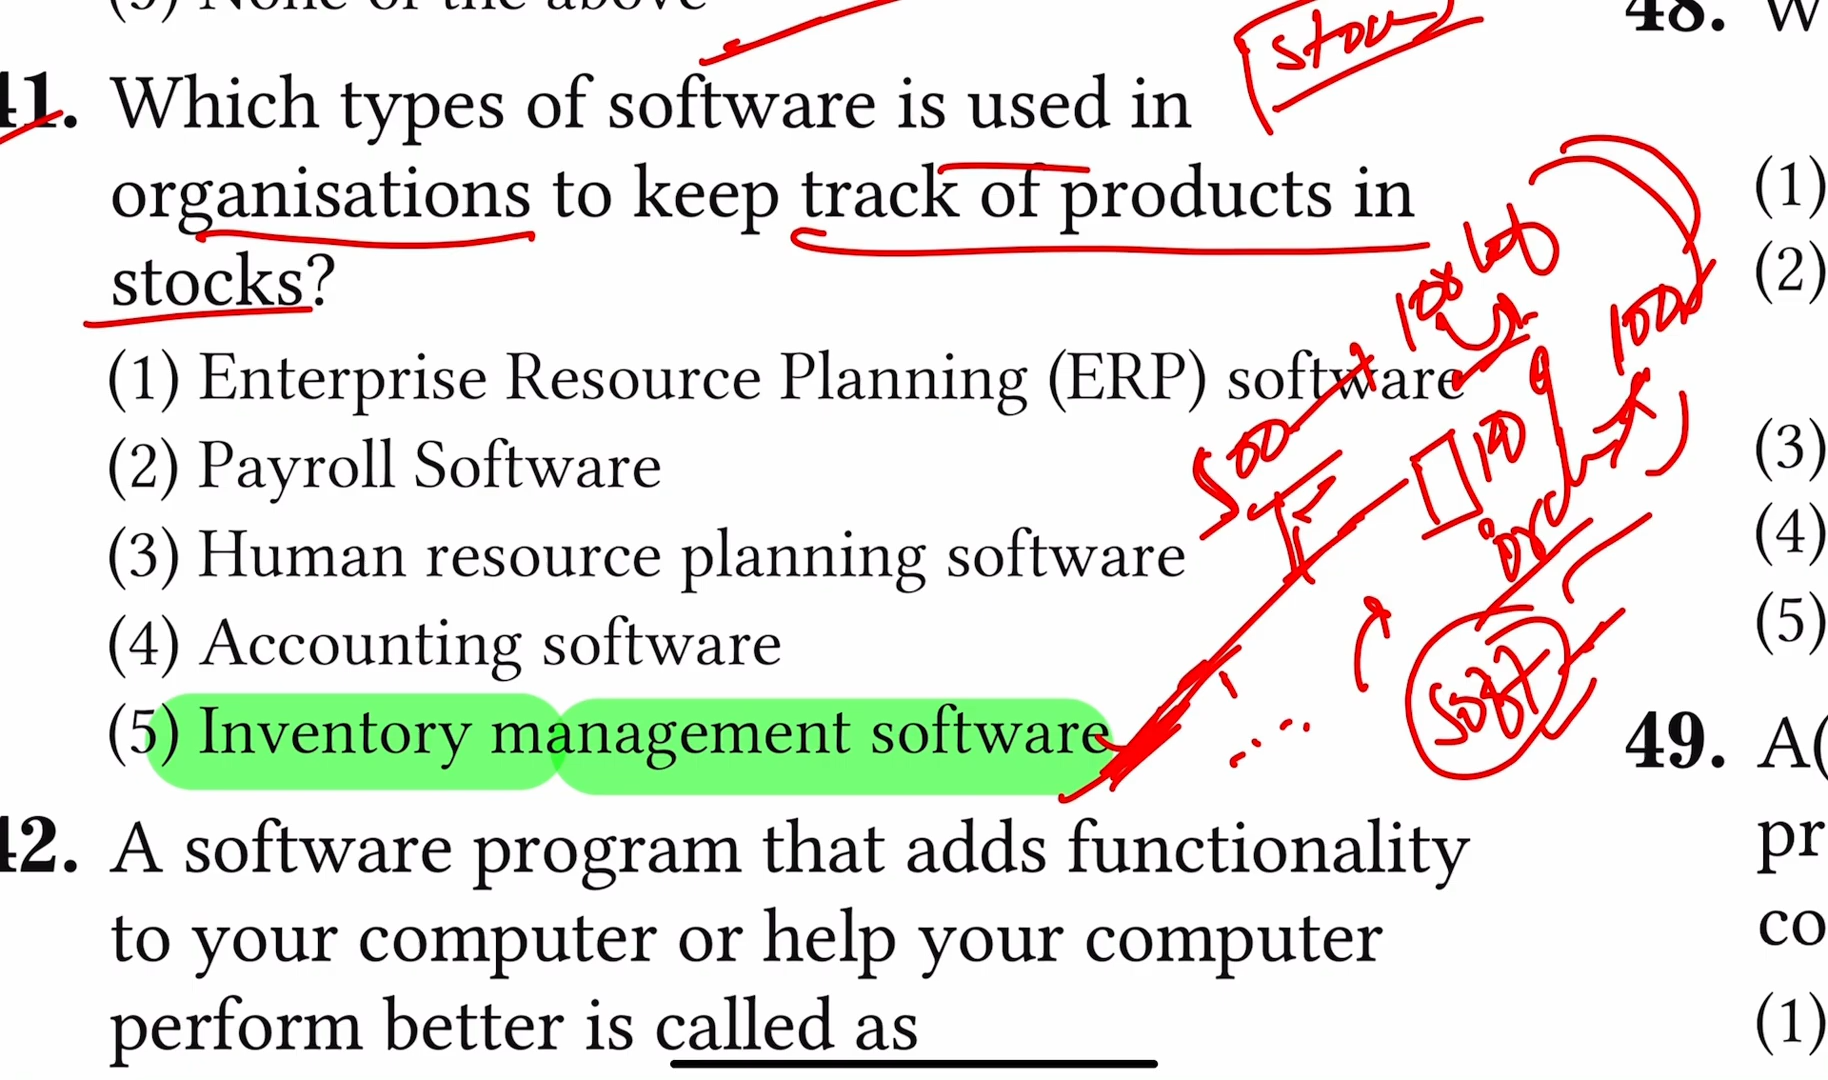 41. Which types of software is used in
organisations to keep track of products in
stocks?
(1) Enterprise Resource Planning (ERP) software
(2) Payroll Software
(3) Human resource planning software
(4) Accounting software
(5) Inventory management software
42. A software program that adds functionality
to your computer or help your computer
perform better is called as
48. W
(1)
(2)
(3)
(4)
(5)
49. A(
pr
co
(1)
500
100
100
soft